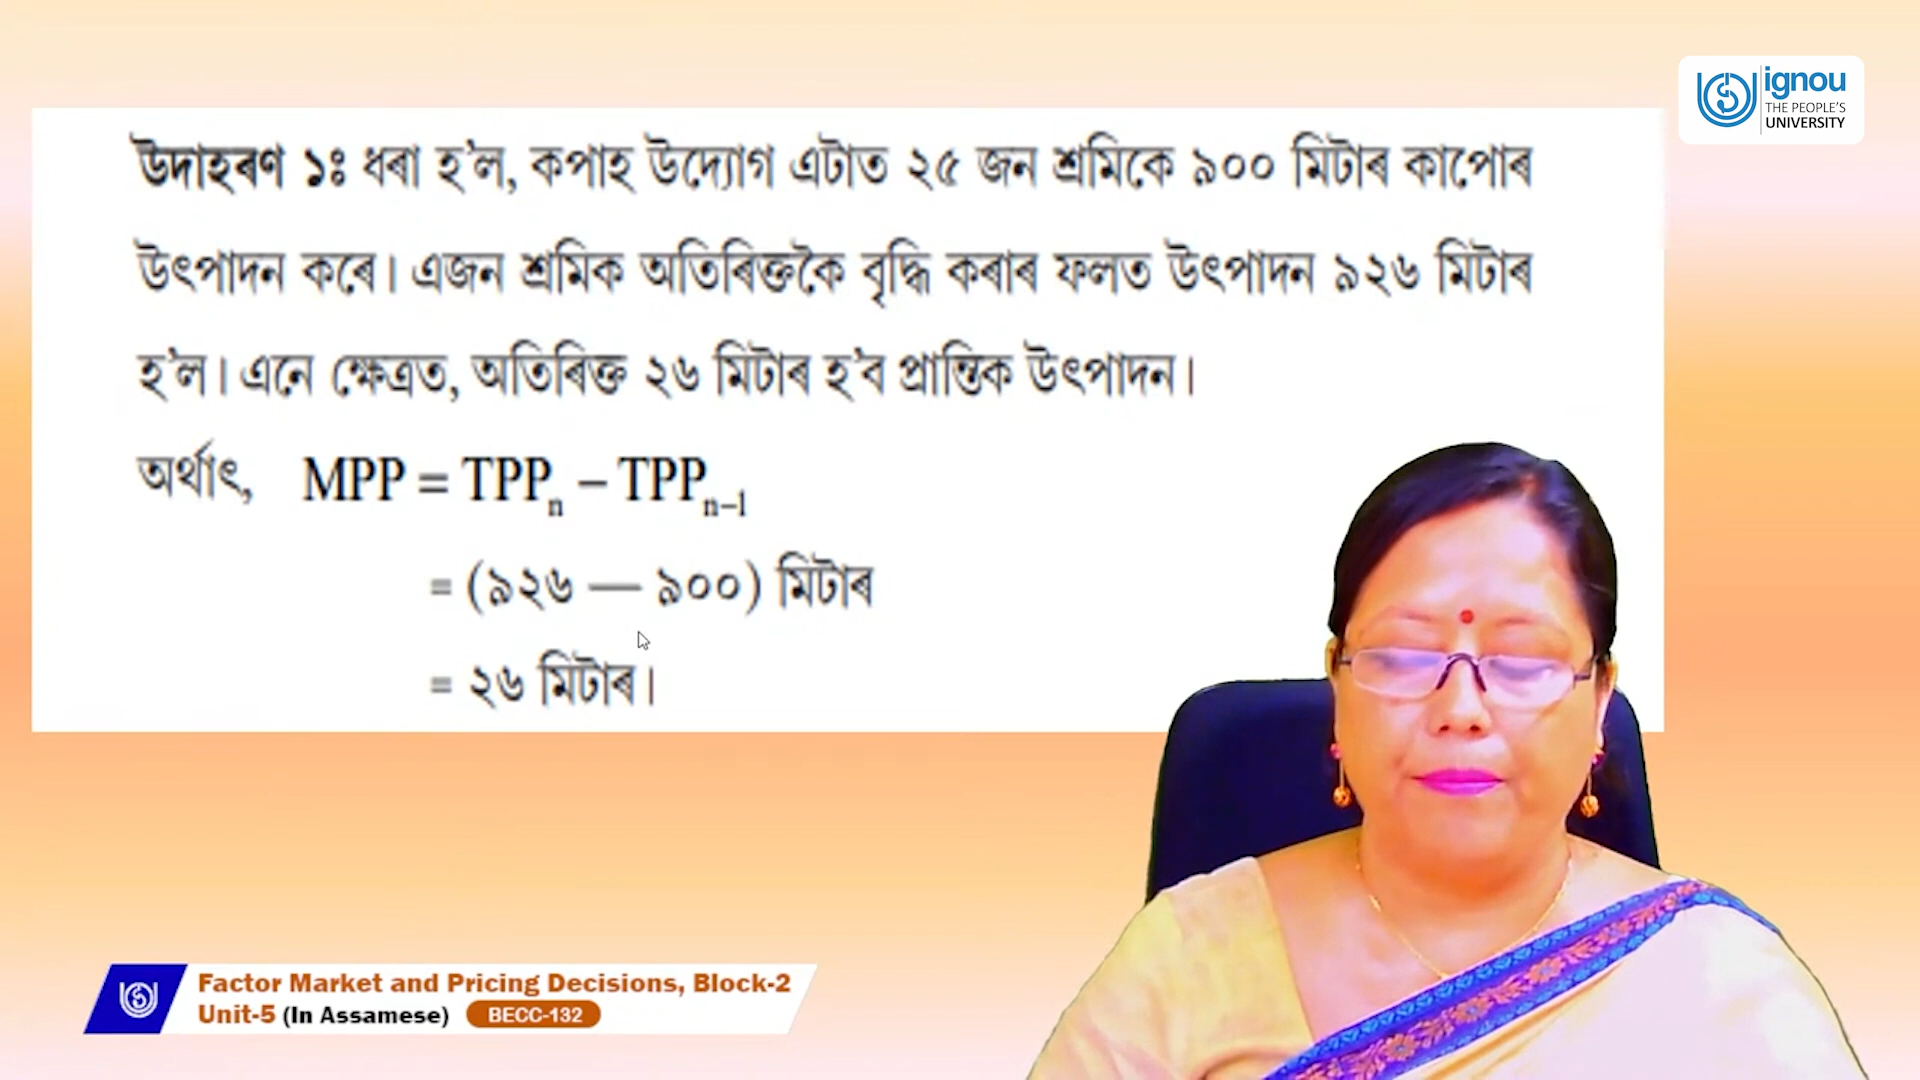 উদাহৰণ ১ঃ ধৰা হ'ল, কপাহ উদ্যোগ এটাত ২৫ জন শ্ৰমিকে ৯০০ মিটাৰ কাপোৰ
উৎপাদন কৰে। এজন শ্ৰমিক অতিৰিক্তকৈ বৃদ্ধি কৰাৰ ফলত উৎপাদন ৯২৬ মিটাৰ
হ'ল। এনে ক্ষেত্ৰত, অতিৰিক্ত ২৬ মিটাৰ হ'ব প্ৰান্তিক উৎপাদন।
অৰ্থাৎ, MPP = TPPₙ – TPPₙ₋₁
= (৯২৬ — ৯০০) মিটাৰ
= ২৬ মিটাৰ।
ignou
THE PEOPLE'S
UNIVERSITY
Factor Market and Pricing Decisions, Block-2
Unit-5 (In Assamese) BECC-132